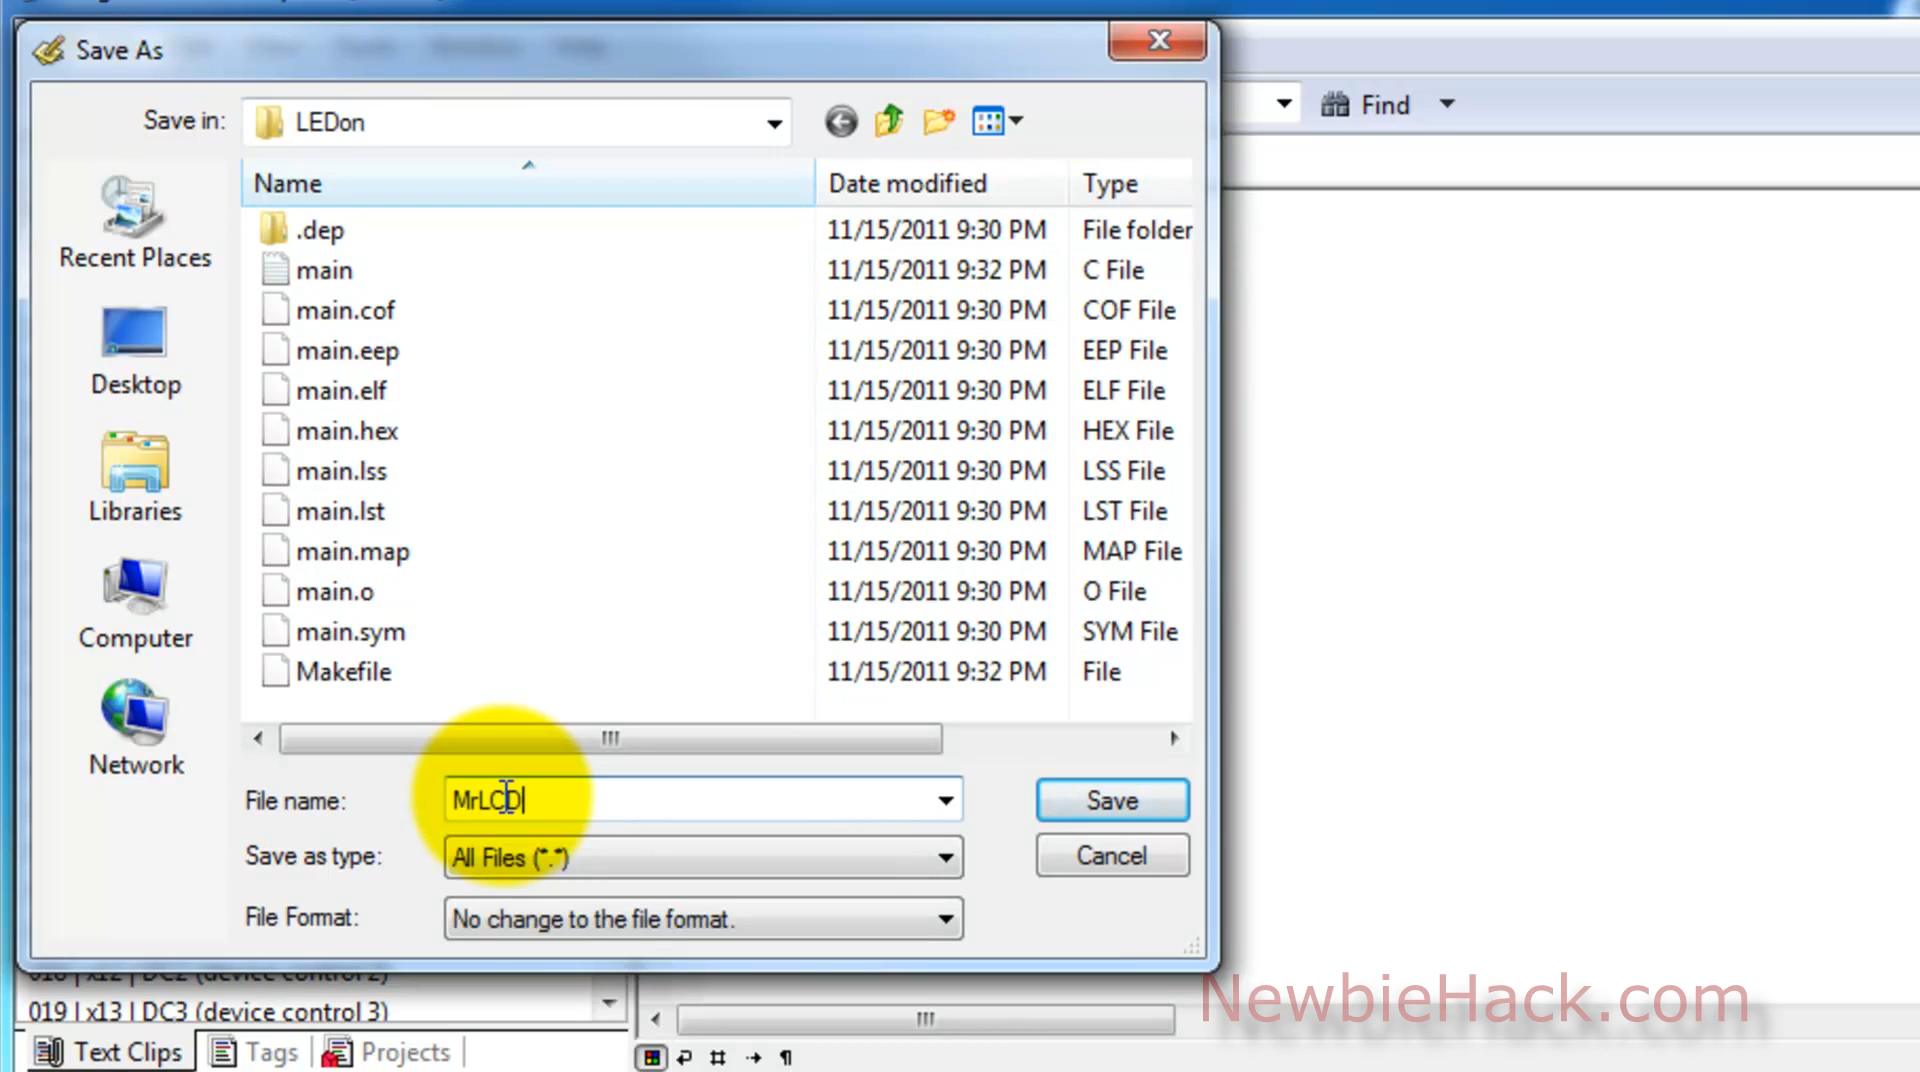 Save As
Save in:
LEDon
Find
Name
Date modified
Type
.dep
11/15/2011 9:30 PM
File folder
main
11/15/2011 9:32 PM
C File
main.cof
11/15/2011 9:30 PM
COF File
main.eep
11/15/2011 9:30 PM
EEP File
main.elf
11/15/2011 9:30 PM
ELF File
main.hex
11/15/2011 9:30 PM
HEX File
main.lss
11/15/2011 9:30 PM
LSS File
main.lst
11/15/2011 9:30 PM
LST File
main.map
11/15/2011 9:30 PM
MAP File
main.o
11/15/2011 9:30 PM
O File
main.sym
11/15/2011 9:30 PM
SYM File
Makefile
11/15/2011 9:32 PM
File
Recent Places
Desktop
Libraries
Computer
Network
File name:
MrLCD
Save
Save as type:
All Files (*.*)
Cancel
File Format:
No change to the file format.
018 | x12 | DC2 (device control 2)
019 | x13 | DC3 (device control 3)
NewbieHack.com
Text Clips
Tags
Projects